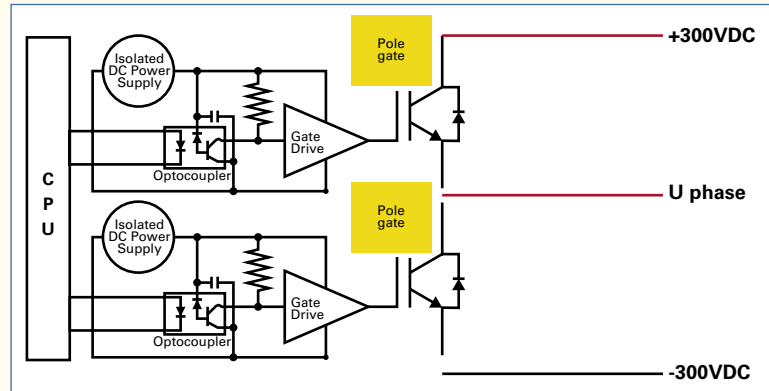 Isolated
DC Power
Supply
Pole
gate
+300VDC
Gate
Drive
Optocoupler
CPU
U phase
Isolated
DC Power
Supply
Pole
gate
Gate
Drive
Optocoupler
-300VDC